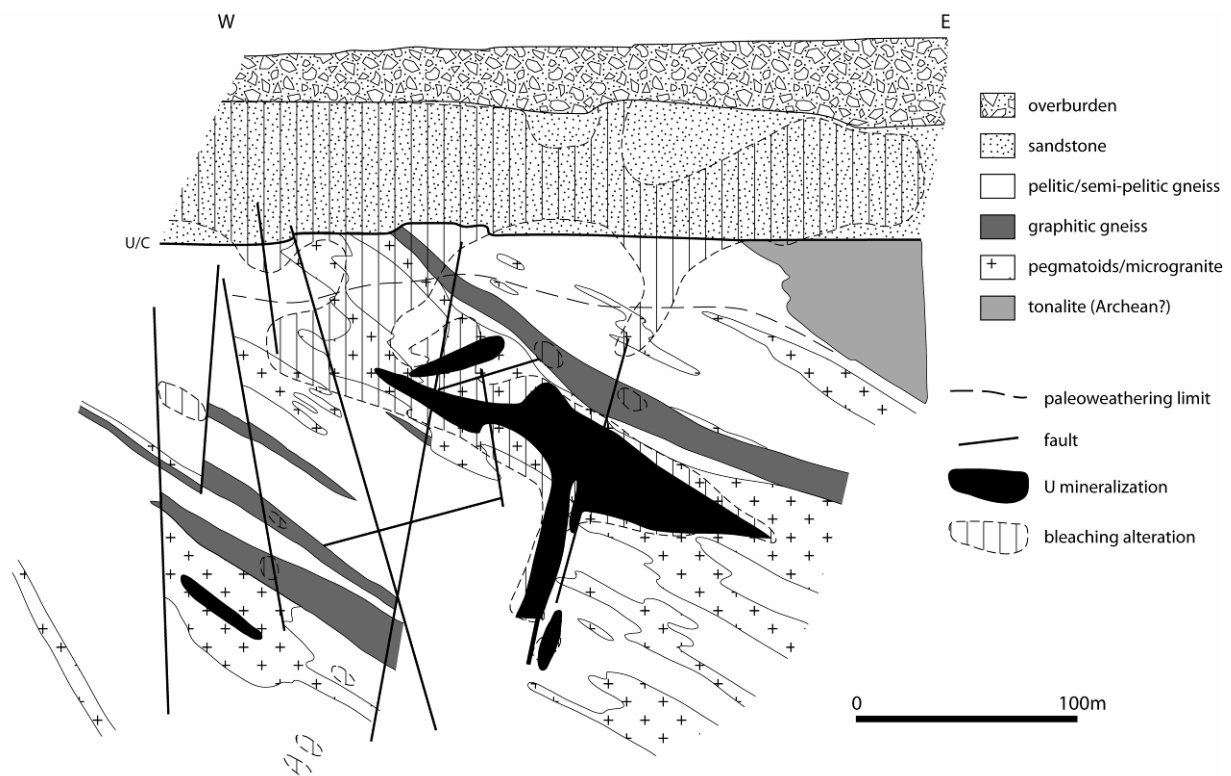 W E
overburden
sandstone
pelitic/semi-pelitic gneiss
U/C
graphitic gneiss
pegmatoids/microgranite
tonalite (Archean?)
paleoweathering limit
fault
U mineralization
bleaching alteration
0 100m